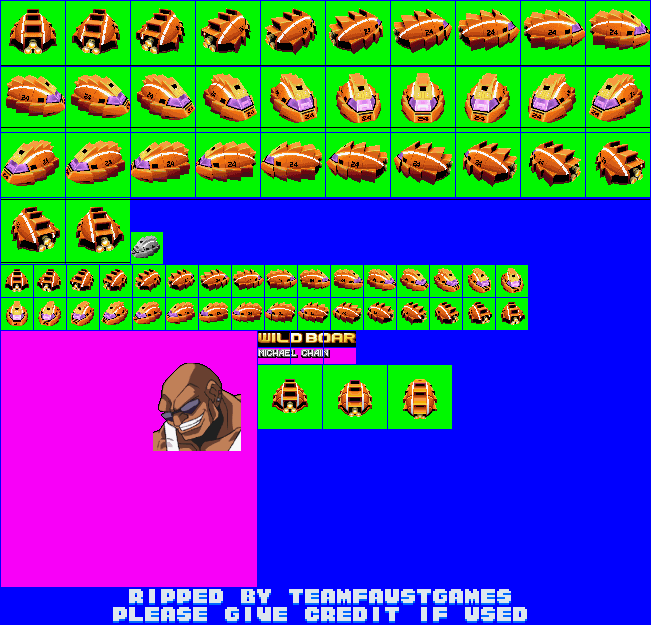 WILD BOAR
MICHAEL CHAIN
RIPPED BY TEAMFAUSTGAMES
PLEASE GIVE CREDIT IF USED